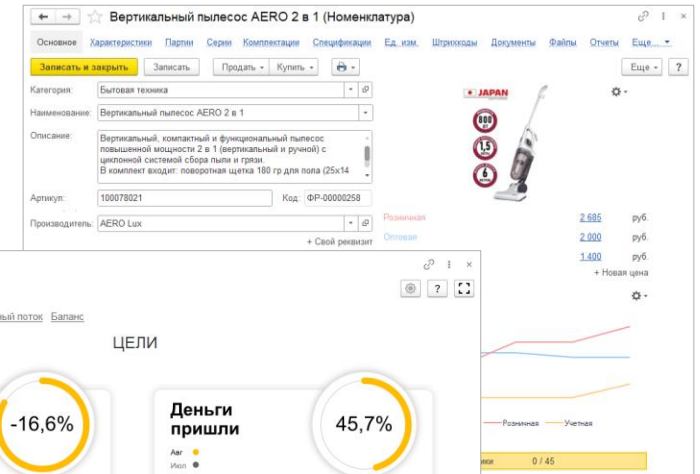 Вертикальный пылесос AERO 2 в 1 (Номенклатура)
Основное Характеристики Партии Серии Комплектации Спецификации Ед. изм. Штрихкоды Документы Файлы Отчеты Еще...
Записать и закрыть Записать Продать Купить Еще ?
Категория: Бытовая техника
Наименование: Вертикальный пылесос AERO 2 в 1
Описание: Вертикальный, компактный и функциональный пылесос
повышенной мощности 2 в 1 (вертикальный и ручной) с
циклонной системой сбора пыли и грязи.
В комплект входит: поворотная щетка 180 гр для пола (25х14
JAPAN
800
1,5
6
Артикул: 100078021 Код: ФР-00000258
Производитель: AERO Lux
+ Свой реквизит
Розничная 2 685 руб.
Оптовая 2 000 руб.
1 400 руб.
+ Новая цена
?
ный поток Баланс
ЦЕЛИ
-16,6%
Деньги
пришли
Авг
Июл
45,7%
Розничная Учетная
ики 0 / 45